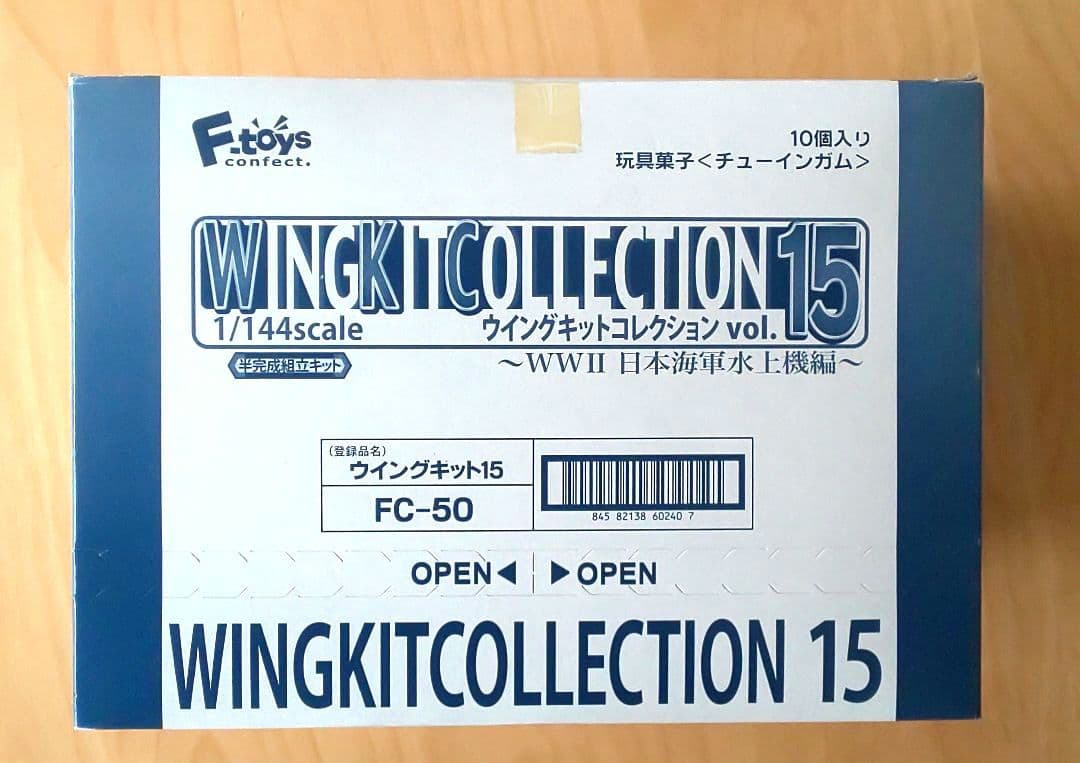 F-toys
confect.
10個入り
玩具菓子<チューインガム>
WINGKITCOLLECTION 15
1/144scale
ウイングキットコレクション vol.
半完成組立キット
～WWⅡ 日本海軍水上機編～
(登録品名)
ウイングキット15
FC-50
845 82138 60240 7
OPEN◀ ▶OPEN
WINGKITCOLLECTION 15